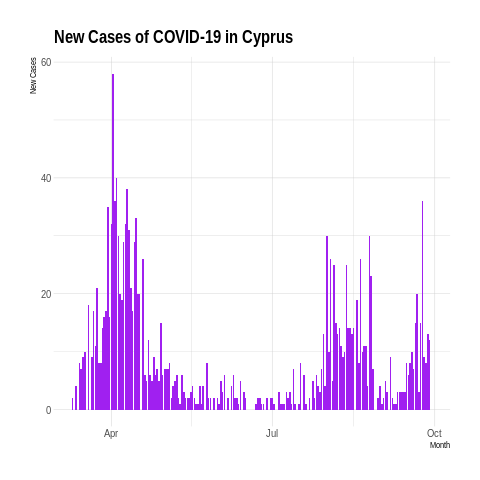 New Cases of COVID-19 in Cyprus
New Cases
60
40
20
0
Apr
Jul
Oct
Month